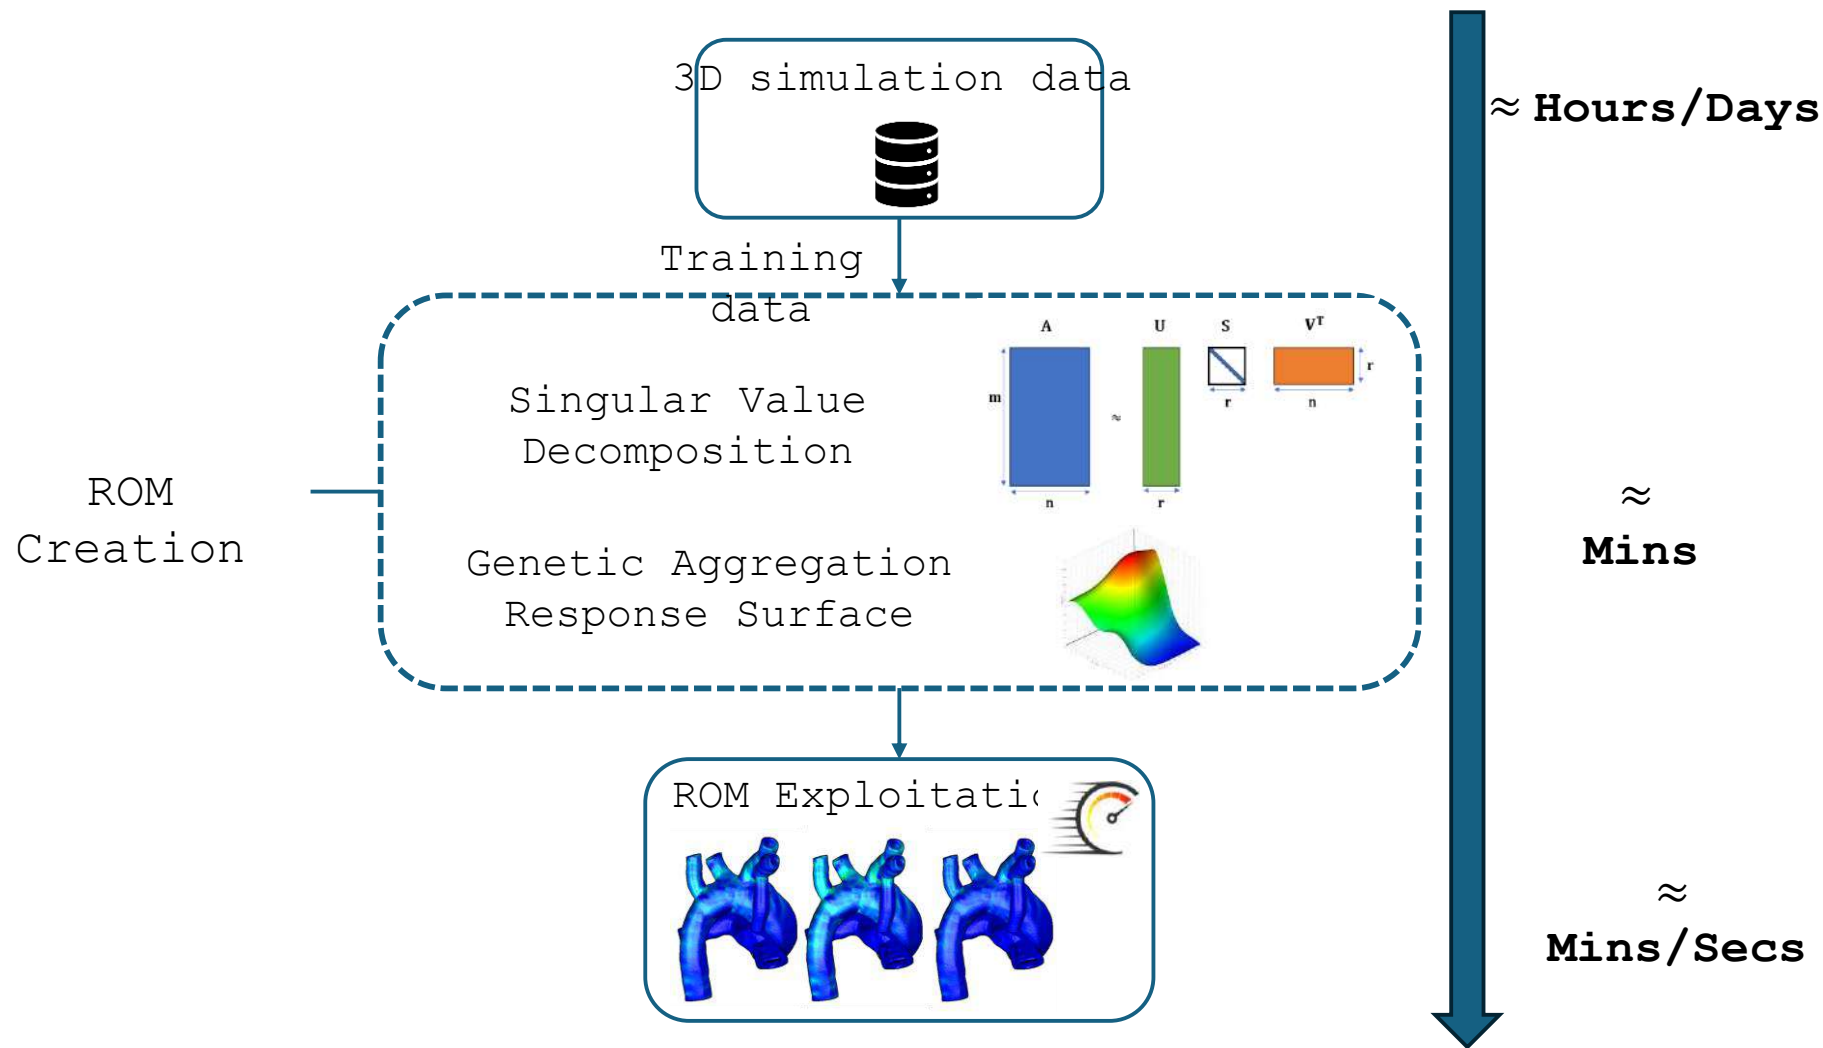 3D simulation data
≈ Hours/Days
Training
data
A U S Vᵀ
m
≈
r
r n
n r
Singular Value
Decomposition
ROM
Creation
≈
Mins
Genetic Aggregation
Response Surface
ROM Exploitatio
≈
Mins/Secs